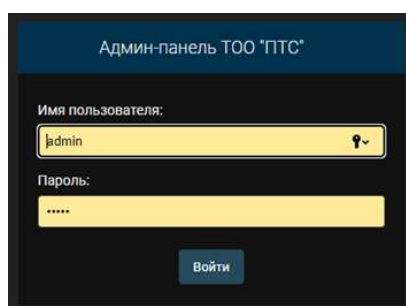 Админ-панель ТОО "ПТС"
Имя пользователя:
admin
Пароль:
•••••
Войти